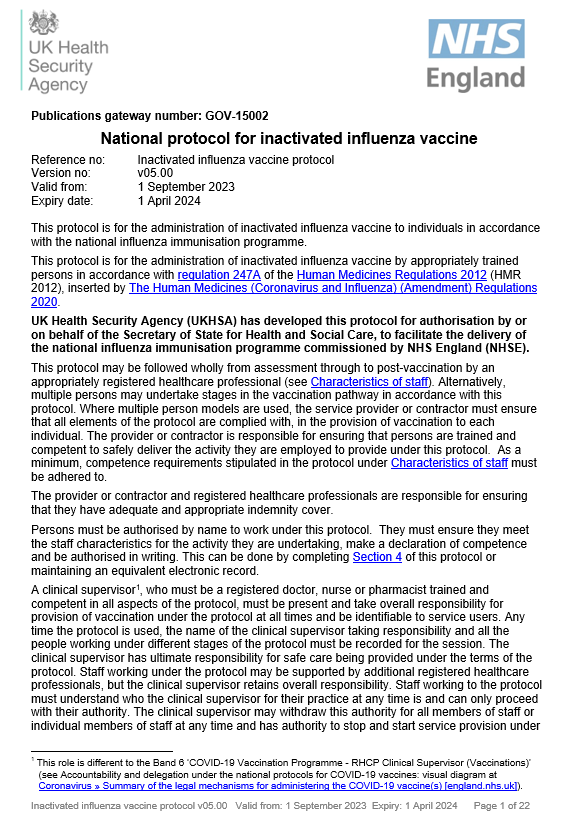 UK Health
Security
Agency
NHS
England
Publications gateway number: GOV-15002
National protocol for inactivated influenza vaccine
Reference no: Inactivated influenza vaccine protocol
Version no: v05.00
Valid from: 1 September 2023
Expiry date: 1 April 2024
This protocol is for the administration of inactivated influenza vaccine to individuals in accordance
with the national influenza immunisation programme.
This protocol is for the administration of inactivated influenza vaccine by appropriately trained
persons in accordance with regulation 247A of the Human Medicines Regulations 2012 (HMR
2012), inserted by The Human Medicines (Coronavirus and Influenza) (Amendment) Regulations
2020.
UK Health Security Agency (UKHSA) has developed this protocol for authorisation by or
on behalf of the Secretary of State for Health and Social Care, to facilitate the delivery of
the national influenza immunisation programme commissioned by NHS England (NHSE).
This protocol may be followed wholly from assessment through to post-vaccination by an
appropriately registered healthcare professional (see Characteristics of staff). Alternatively,
multiple persons may undertake stages in the vaccination pathway in accordance with this
protocol. Where multiple person models are used, the service provider or contractor must ensure
that all elements of the protocol are complied with, in the provision of vaccination to each
individual. The provider or contractor is responsible for ensuring that persons are trained and
competent to safely deliver the activity they are employed to provide under this protocol. As a
minimum, competence requirements stipulated in the protocol under Characteristics of staff must
be adhered to.
The provider or contractor and registered healthcare professionals are responsible for ensuring
that they have adequate and appropriate indemnity cover.
Persons must be authorised by name to work under this protocol. They must ensure they meet
the staff characteristics for the activity they are undertaking, make a declaration of competence
and be authorised in writing. This can be done by completing Section 4 of this protocol or
maintaining an equivalent electronic record.
A clinical supervisor1, who must be a registered doctor, nurse or pharmacist trained and
competent in all aspects of the protocol, must be present and take overall responsibility for
provision of vaccination under the protocol at all times and be identifiable to service users. Any
time the protocol is used, the name of the clinical supervisor taking responsibility and all the
people working under different stages of the protocol must be recorded for the session. The
clinical supervisor has ultimate responsibility for safe care being provided under the terms of the
protocol. Staff working under the protocol may be supported by additional registered healthcare
professionals, but the clinical supervisor retains overall responsibility. Staff working to the protocol
must understand who the clinical supervisor for their practice at any time is and can only proceed
with their authority. The clinical supervisor may withdraw this authority for all members of staff or
individual members of staff at any time and has authority to stop and start service provision under
1 This role is different to the Band 6 'COVID-19 Vaccination Programme - RHCP Clinical Supervisor (Vaccinations)'
(see Accountability and delegation under the national protocols for COVID-19 vaccines: visual diagram at
Coronavirus » Summary of the legal mechanisms for administering the COVID-19 vaccine(s) [england.nhs.uk]).
Inactivated influenza vaccine protocol v05.00 Valid from: 1 September 2023 Expiry: 1 April 2024 Page 1 of 22